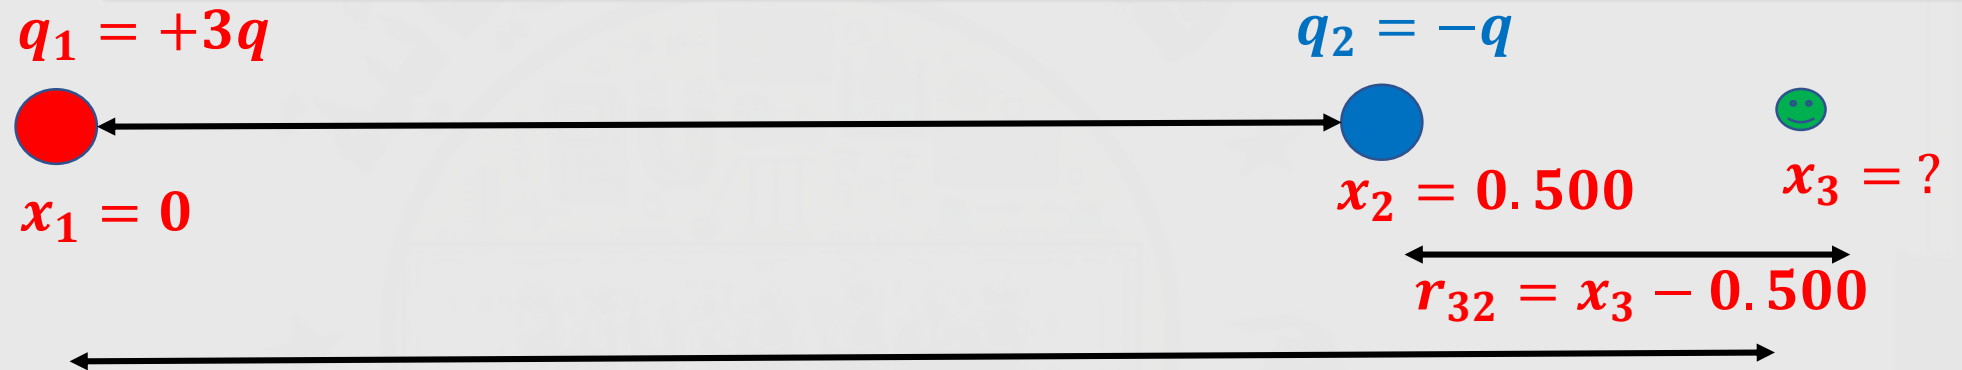 q₁ = +3q
q₂ = −q
x₁ = 0
x₂ = 0.500
x₃ = ?
r₃₂ = x₃ − 0.500